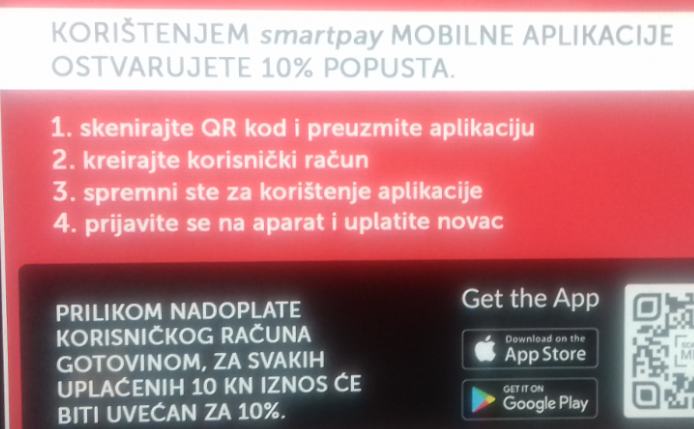 KORIŠTENJEM smartpay MOBILNE APLIKACIJE
OSTVARUJETE 10% POPUSTA.
1. skenirajte QR kod i preuzmite aplikaciju
2. kreirajte korisnički račun
3. spremni ste za korištenje aplikacije
4. prijavite se na aparat i uplatite novac
PRILIKOM NADOPLATE
KORISNIČKOG RAČUNA
GOTOVINOM, ZA SVAKIH
UPLAĆENIH 10 KN IZNOS ĆE
BITI UVEĆAN ZA 10%.
Get the App
Download on the
App Store
GET IT ON
Google Play